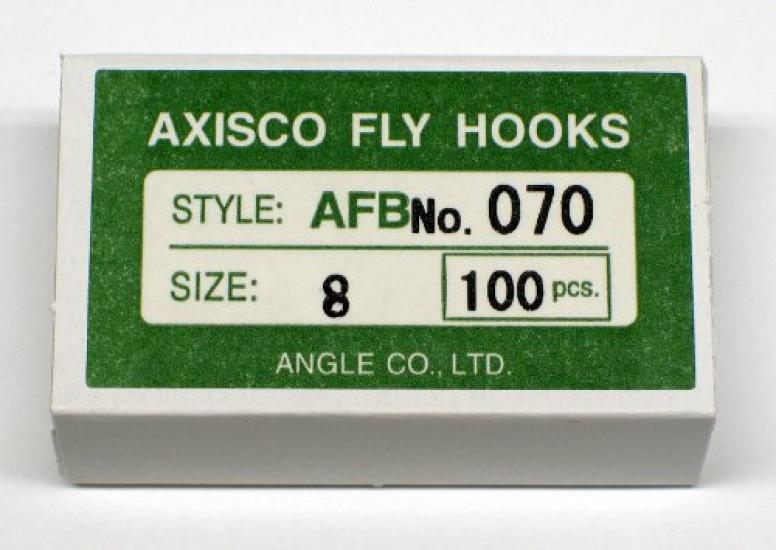 AXISCO FLY HOOKS
STYLE: AFB No. 070
SIZE: 8 100 pcs.
ANGLE CO., LTD.